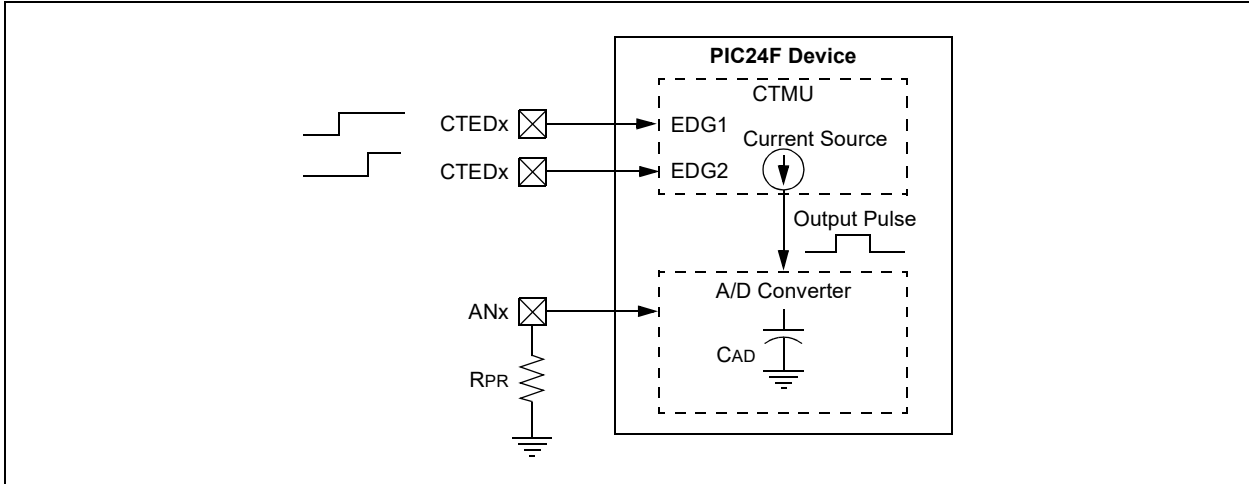 PIC24F Device
CTMU
CTEDx
EDG1
Current Source
CTEDx
EDG2
Output Pulse
A/D Converter
ANx
CAD
RPR